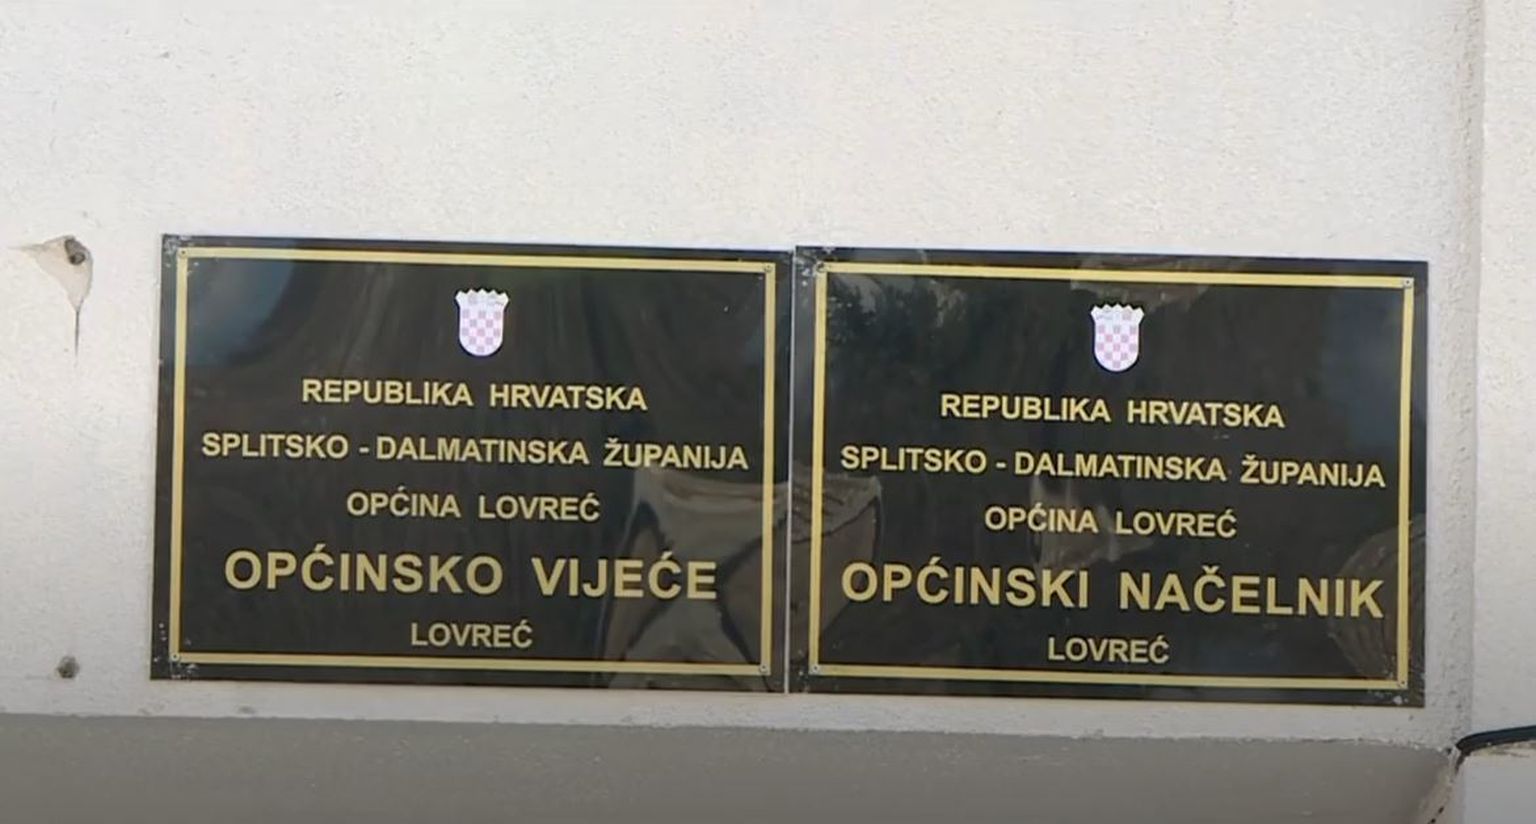 REPUBLIKA HRVATSKA
SPLITSKO - DALMATINSKA ŽUPANIJA
OPĆINA LOVREĆ
OPĆINSKO VIJEĆE
LOVREĆ
REPUBLIKA HRVATSKA
SPLITSKO - DALMATINSKA ŽUPANIJA
OPĆINA LOVREĆ
OPĆINSKI NAČELNIK
LOVREĆ